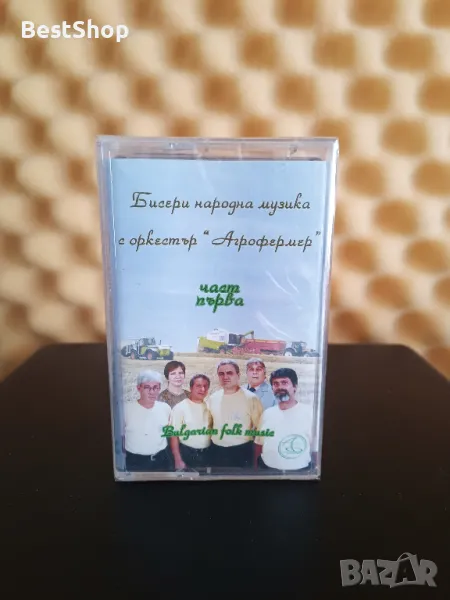 BestShop
Бисери народна музика
с оркестър "Агрофермер"
част
първа
Bulgarian folk music
BAZAR